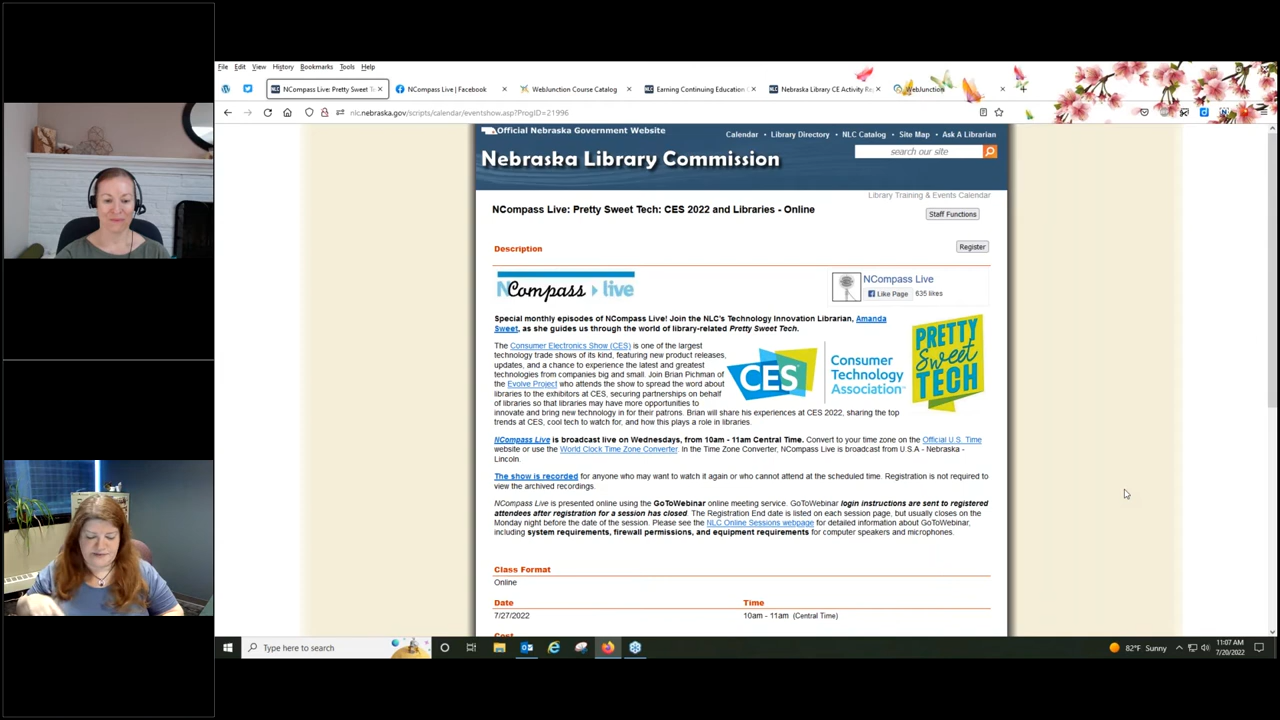 File Edit View History Bookmarks Tools Help
NCompass Live: Pretty Sweet T
NCompass Live | Facebook
WebJunction Course Catalog
Earning Continuing Education C
Nebraska Library CE Activity Re
WebJunction
nlc.nebraska.gov/scripts/calendar/eventshow.asp?ProgID=21996
Official Nebraska Government Website
Calendar • Library Directory • NLC Catalog • Site Map • Ask A Librarian
Nebraska Library Commission
search our site
Library Training & Events Calendar
NCompass Live: Pretty Sweet Tech: CES 2022 and Libraries - Online
Staff Functions
Description
Register
NCompass live
NCompass Live
Like Page 635 likes
Special monthly episodes of NCompass Live! Join the NLC's Technology Innovation Librarian, Amanda
Sweet, as she guides us through the world of library-related Pretty Sweet Tech.
The Consumer Electronics Show (CES) is one of the largest
technology trade shows of its kind, featuring new product releases,
updates, and a chance to experience the latest and greatest
technologies from companies big and small. Join Brian Pichman of
the Evolve Project who attends the show to spread the word about
libraries to the exhibitors at CES, securing partnerships on behalf
of libraries so that libraries may have more opportunities to
innovate and bring new technology in for their patrons. Brian will share his experiences at CES 2022, sharing the top
trends at CES, cool tech to watch for, and how this plays a role in libraries.
CES
Consumer
Technology
Association
PRETTY
Sweet
TECH
NCompass Live is broadcast live on Wednesdays, from 10am - 11am Central Time. Convert to your time zone on the Official U.S. Time
website or use the World Clock Time Zone Converter. In the Time Zone Converter, NCompass Live is broadcast from U.S.A - Nebraska -
Lincoln.
The show is recorded for anyone who may want to watch it again or who cannot attend at the scheduled time. Registration is not required to
view the archived recordings.
NCompass Live is presented online using the GoToWebinar online meeting service. GoToWebinar login instructions are sent to registered
attendees after registration for a session has closed. The Registration End date is listed on each session page, but usually closes on the
Monday night before the date of the session. Please see the NLC Online Sessions webpage for detailed information about GoToWebinar,
including system requirements, firewall permissions, and equipment requirements for computer speakers and microphones.
Class Format
Online
Date Time
7/27/2022 10am - 11am (Central Time)
Cost
Type here to search
82°F Sunny
11:07 AM
7/20/2022